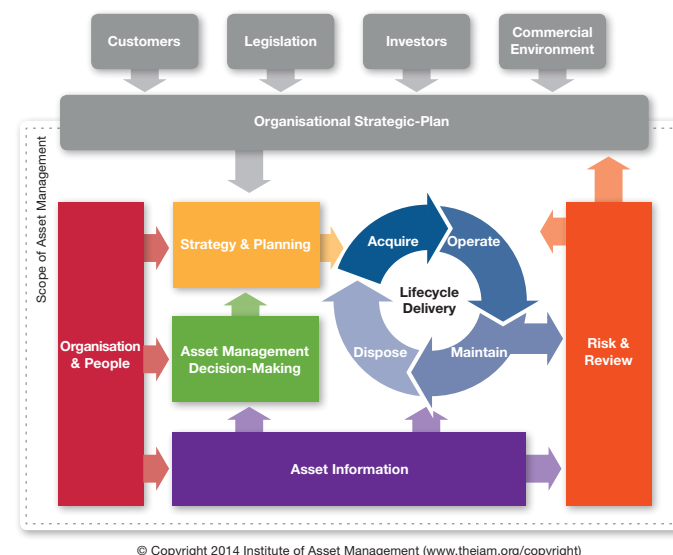 Customers
Legislation
Investors
Commercial
Environment
Organisational Strategic-Plan
Scope of Asset Management
Organisation
& People
Strategy & Planning
Asset Management
Decision-Making
Asset Information
Acquire
Operate
Lifecycle
Delivery
Dispose
Maintain
Risk &
Review
© Copyright 2014 Institute of Asset Management (www.theiam.org/copyright)